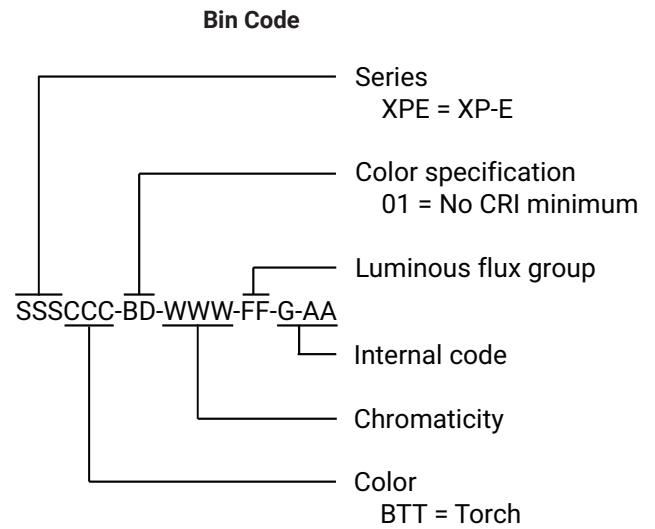 Bin Code
Series
XPE = XP-E
Color specification
01 = No CRI minimum
Luminous flux group
SSSCCC-BD-WWW-FF-G-AA
Internal code
Chromaticity
Color
BTT = Torch